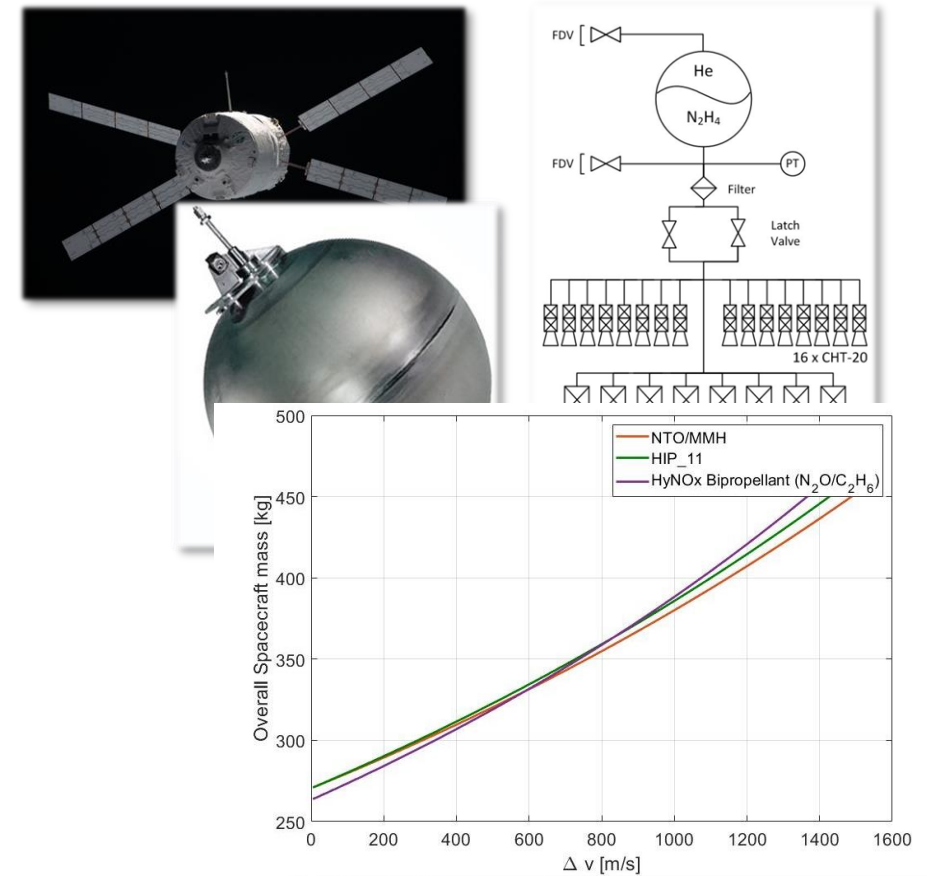 FDV
He
N₂H₄
FDV
PT
Filter
Latch
Valve
16 x CHT-20
500
450
400
350
300
250
Overall Spacecraft mass [kg]
NTO/MMH
HIP_11
HyNOx Bipropellant (N₂O/C₂H₆)
0 200 400 600 800 1000 1200 1400 1600
Δ v [m/s]